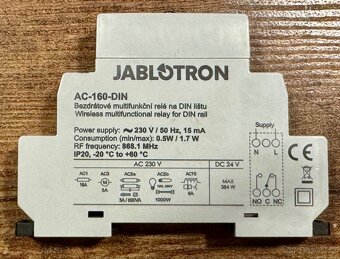 JABLOTRON
AC-160-DIN
Bezdrátové multifunkční relé na DIN lištu
Wireless multifunctional relay for DIN rail
Power supply: ~ 230 V / 50 Hz, 15 mA
Consumption (min./max.): 0.5W / 1.7 W
RF frequency: 868.1 MHz
IP20, -20 °C to +60 °C
Supply
N L
AC 230 V DC 24 V
AC1 AC3 AC5a AC5b AC15
16A 5A 3A / 690VA 1000W 6A
MAX
384 W
NO C NC